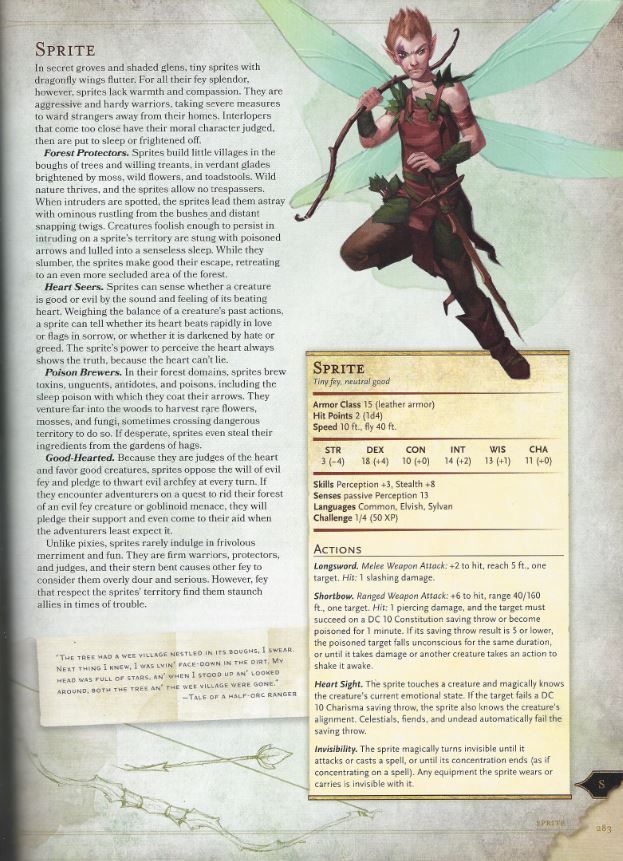 SPRITE
In secret groves and shaded glens, tiny sprites with
dragonfly wings flutter. For all their fey splendor,
however, sprites lack warmth and compassion. They are
aggressive and hardy warriors, taking severe measures
to ward strangers away from their homes. Interlopers
that come too close have their moral character judged,
then are put to sleep or frightened off.
Forest Protectors. Sprites build little villages in the
boughs of trees and willing treants, in verdant glades
brightened by moss, wild flowers, and toadstools. Wild
nature thrives, and the sprites allow no trespassers.
When intruders are spotted, the sprites lead them astray
with ominous rustling from the bushes and distant
snapping twigs. Creatures foolish enough to persist in
intruding on a sprite's territory are stung with poisoned
arrows and lulled into a senseless sleep. While they
slumber, the sprites make good their escape, retreating
to an even more secluded area of the forest.
Heart Seers. Sprites can sense whether a creature
is good or evil by the sound and feeling of its beating
heart. Weighing the balance of a creature's past actions,
a sprite can tell whether its heart beats rapidly in love
or flags in sorrow, or whether it is darkened by hate or
greed. The sprite's power to perceive the heart always
shows the truth, because the heart can't lie.
Poison Brewers. In their forest domains, sprites brew
toxins, unguents, antidotes, and poisons, including the
sleep poison with which they coat their arrows. They
venture far into the woods to harvest rare flowers,
mosses, and fungi, sometimes crossing dangerous
territory to do so. If desperate, sprites even steal their
ingredients from the gardens of hags.
Good-Hearted. Because they are judges of the heart
and favor good creatures, sprites oppose the will of evil
fey and pledge to thwart evil archfey at every turn. If
they encounter adventurers on a quest to rid their forest
of an evil fey creature or goblinoid menace, they will
pledge their support and even come to their aid when
the adventurers least expect it.
Unlike pixies, sprites rarely indulge in frivolous
merriment and fun. They are firm warriors, protectors,
and judges, and their stern bent causes other fey to
consider them overly dour and serious. However, fey
that respect the sprites' territory find them staunch
allies in times of trouble.
"THE TREE HAD A WEE VILLAGE NESTLED IN ITS BOUGHS, I SWEAR.
NEXT THING I KNEW, I WAS LYIN' FACE-DOWN IN THE DIRT. MY
HEAD WAS FULL OF STARS, AN' WHEN I STOOD UP AN' LOOKED
AROUND, BOTH THE TREE AN' THE WEE VILLAGE WERE GONE."
—TALE OF A HALF-ORC RANGER
SPRITE
Tiny fey, neutral good
Armor Class 15 (leather armor)
Hit Points 2 (1d4)
Speed 10 ft., fly 40 ft.
STR DEX CON INT WIS CHA
3 (−4) 18 (+4) 10 (+0) 14 (+2) 13 (+1) 11 (+0)
Skills Perception +3, Stealth +8
Senses passive Perception 13
Languages Common, Elvish, Sylvan
Challenge 1/4 (50 XP)
ACTIONS
Longsword. Melee Weapon Attack: +2 to hit, reach 5 ft., one
target. Hit: 1 slashing damage.
Shortbow. Ranged Weapon Attack: +6 to hit, range 40/160
ft., one target. Hit: 1 piercing damage, and the target must
succeed on a DC 10 Constitution saving throw or become
poisoned for 1 minute. If its saving throw result is 5 or lower,
the poisoned target falls unconscious for the same duration,
or until it takes damage or another creature takes an action to
shake it awake.
Heart Sight. The sprite touches a creature and magically knows
the creature's current emotional state. If the target fails a DC
10 Charisma saving throw, the sprite also knows the creature's
alignment. Celestials, fiends, and undead automatically fail the
saving throw.
Invisibility. The sprite magically turns invisible until it
attacks or casts a spell, or until its concentration ends (as if
concentrating on a spell). Any equipment the sprite wears or
carries is invisible with it.
S
SPRITE
283